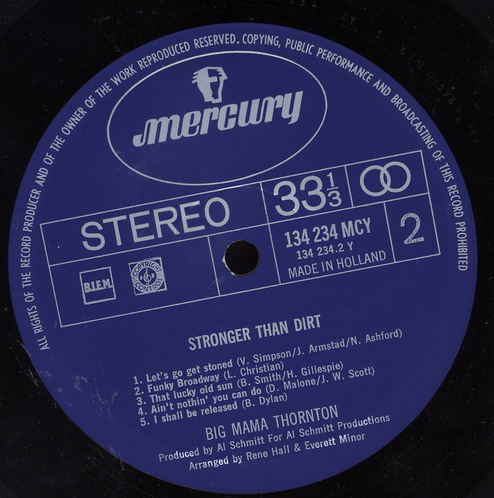 ALL RIGHTS OF THE RECORD PRODUCER AND OF THE OWNER OF THE WORK REPRODUCED RESERVED. COPYING, PUBLIC PERFORMANCE AND BROADCASTING OF THIS RECORD PROHIBITED
mercury
STEREO
33 1/3
B.I.E.M.
134 234 MCY
134 234.2 Y
MADE IN HOLLAND
2
STRONGER THAN DIRT
1. Let's go get stoned (V. Simpson/J. Armstad/N. Ashford)
2. Funky Broadway (L. Christian)
3. That lucky old sun (B. Smith/H. Gillespie)
4. Ain't nothin' you can do (D. Malone/J. W. Scott)
5. I shall be released (B. Dylan)
BIG MAMA THORNTON
Produced by Al Schmitt For Al Schmitt Productions
Arranged by Rene Hall & Everett Minor